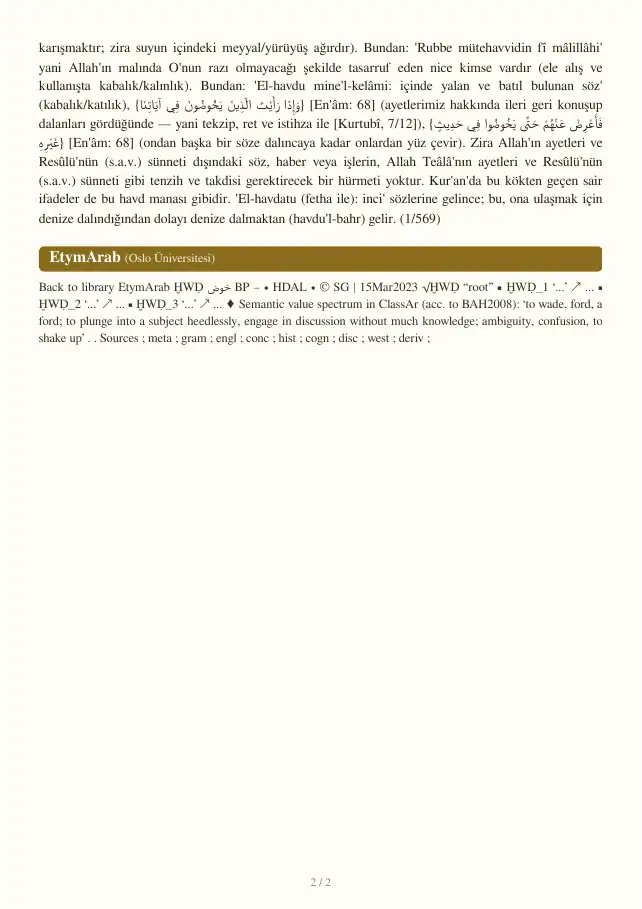 karışmaktır; zira suyun içindeki meyyal/yürüyüş ağırdır). Bundan: 'Rubbe mütehavvidin fî mâlillâhi'
yani Allah'ın malında O'nun razı olmayacağı şekilde tasarruf eden nice kimse vardır (ele alış ve
kullanışta kabalık/kalınlık). Bundan: 'El-havdu mine'l-kelâmi: içinde yalan ve batıl bulunan söz'
(kabalık/katılık), {وَإِذَا رَأَيْتَ الَّذِينَ يَخُوضُونَ فِي آيَاتِنَا} [En'âm: 68] (ayetlerimiz hakkında ileri geri konuşup
dalanları gördüğünde — yani tekzip, ret ve istihza ile [Kurtubî, 7/12]), {فَأَعْرِضْ عَنْهُمْ حَتَّى يَخُوضُوا فِي حَدِيثٍ
غَيْرِهِ} [En'âm: 68] (ondan başka bir söze dalıncaya kadar onlardan yüz çevir). Zira Allah'ın ayetleri ve
Resûlü'nün (s.a.v.) sünneti dışındaki söz, haber veya işlerin, Allah Teâlâ'nın ayetleri ve Resûlü'nün
(s.a.v.) sünneti gibi tenzih ve takdisi gerektirecek bir hürmeti yoktur. Kur'an'da bu kökten geçen sair
ifadeler de bu havd manası gibidir. 'El-havdatu (fetha ile): inci' sözlerine gelince; bu, ona ulaşmak için
denize dalındığından dolayı denize dalmaktan (havdu'l-bahr) gelir. (1/569)
EtymArab (Oslo Üniversitesi)
Back to library EtymArab ḪWḌ خوض BP – • HDAL • © SG | 15Mar2023 √ḪWḌ “root” ▪ ḪWḌ_1 ‘...’ ↗ ... ▪
ḪWḌ_2 ‘...’ ↗ ... ▪ ḪWḌ_3 ‘...’ ↗ ... ♦ Semantic value spectrum in ClassAr (acc. to BAH2008): ‘to wade, ford, a
ford; to plunge into a subject heedlessly, engage in discussion without much knowledge; ambiguity, confusion, to
shake up’ . . Sources ; meta ; gram ; engl ; conc ; hist ; cogn ; disc ; west ; deriv ;
2 / 2